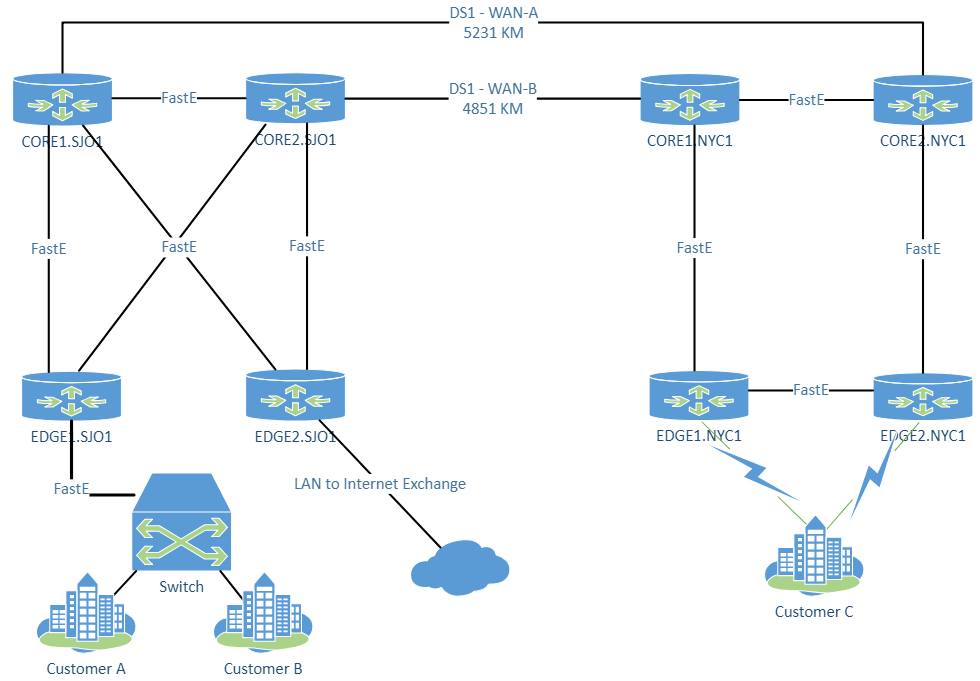 DS1 - WAN-A
5231 KM
FastE
DS1 - WAN-B
4851 KM
FastE
CORE1.SJO1
CORE2.SJO1
CORE1.NYC1
CORE2.NYC1
FastE
FastE
FastE
FastE
FastE
FastE
EDGE1.SJO1
EDGE2.SJO1
EDGE1.NYC1
EDGE2.NYC1
FastE
LAN to Internet Exchange
Switch
Customer A
Customer B
Customer C